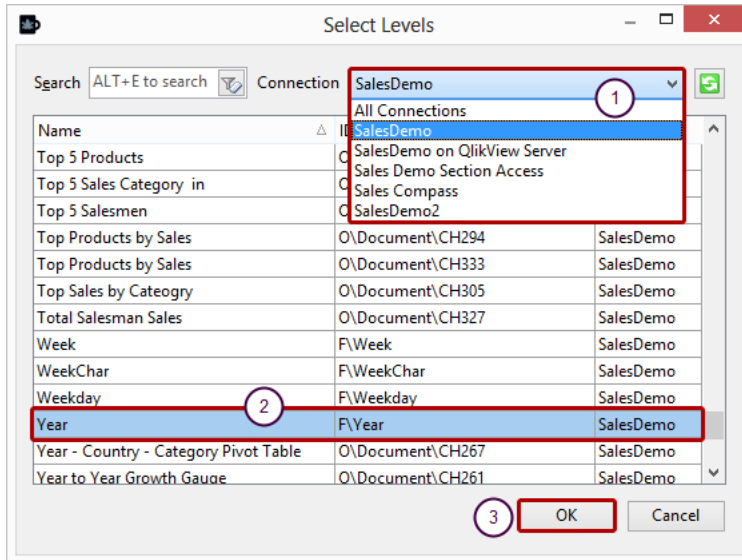 Select Levels
Search ALT+E to search Connection SalesDemo
1
All Connections
Name ID SalesDemo
Top 5 Products O SalesDemo on QlikView Server
Top 5 Sales Category in O Sales Demo Section Access
Sales Compass
Top 5 Salesmen O SalesDemo2
Top Products by Sales O\Document\CH294 SalesDemo
Top Products by Sales O\Document\CH333 SalesDemo
Top Sales by Cateogry O\Document\CH305 SalesDemo
Total Salesman Sales O\Document\CH327 SalesDemo
Week F\Week SalesDemo
WeekChar F\WeekChar SalesDemo
Weekday F\Weekday SalesDemo
2
Year F\Year SalesDemo
Year - Country - Category Pivot Table O\Document\CH267 SalesDemo
Year to Year Growth Gauge O\Document\CH261 SalesDemo
3 OK Cancel